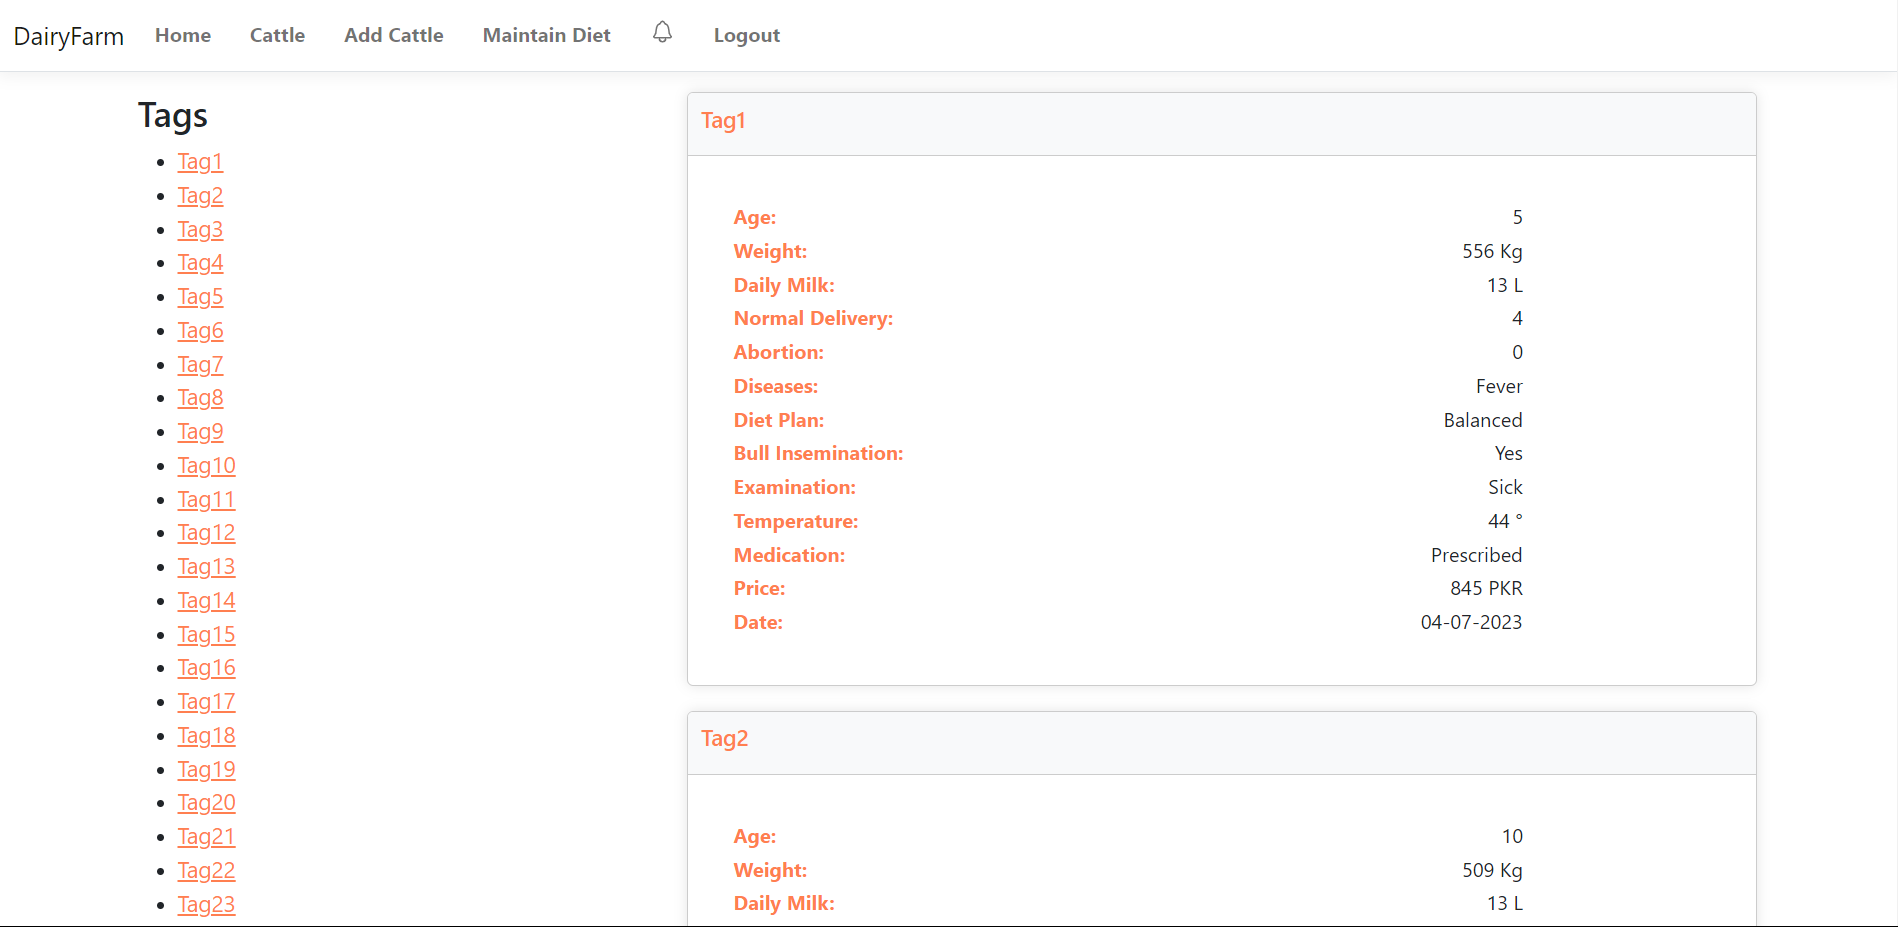 DairyFarm Home Cattle Add Cattle Maintain Diet Logout
Tags
Tag1
Tag2
Tag3
Tag4
Tag5
Tag6
Tag7
Tag8
Tag9
Tag10
Tag11
Tag12
Tag13
Tag14
Tag15
Tag16
Tag17
Tag18
Tag19
Tag20
Tag21
Tag22
Tag23
Tag1
Age: 5
Weight: 556 Kg
Daily Milk: 13 L
Normal Delivery: 4
Abortion: 0
Diseases: Fever
Diet Plan: Balanced
Bull Insemination: Yes
Examination: Sick
Temperature: 44 °
Medication: Prescribed
Price: 845 PKR
Date: 04-07-2023
Tag2
Age: 10
Weight: 509 Kg
Daily Milk: 13 L